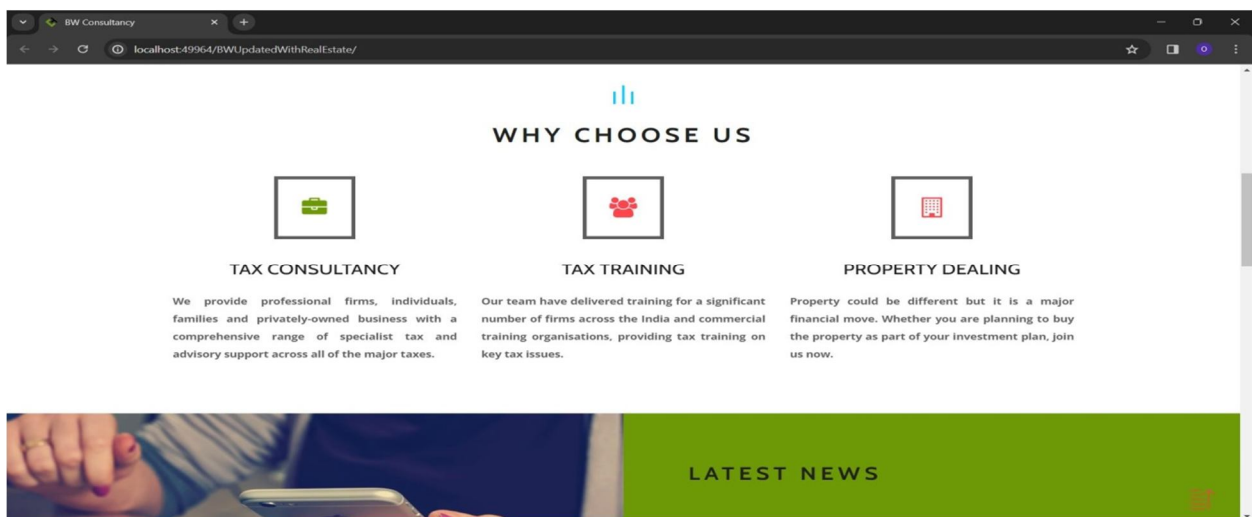 BW Consultancy
localhost:49964/BWUpdatedWithRealEstate/
WHY CHOOSE US
TAX CONSULTANCY
We provide professional firms, individuals,
families and privately-owned business with a
comprehensive range of specialist tax and
advisory support across all of the major taxes.
TAX TRAINING
Our team have delivered training for a significant
number of firms across the India and commercial
training organisations, providing tax training on
key tax issues.
PROPERTY DEALING
Property could be different but it is a major
financial move. Whether you are planning to buy
the property as part of your investment plan, join
us now.
LATEST NEWS